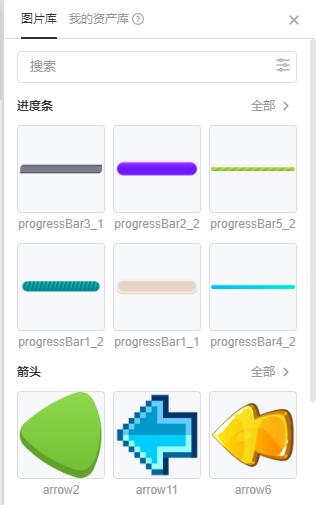 图片库 我的资产库
搜索
进度条 全部
progressBar3_1 progressBar2_2 progressBar5_2
progressBar1_2 progressBar1_1 progressBar4_2
箭头 全部
arrow2 arrow11 arrow6